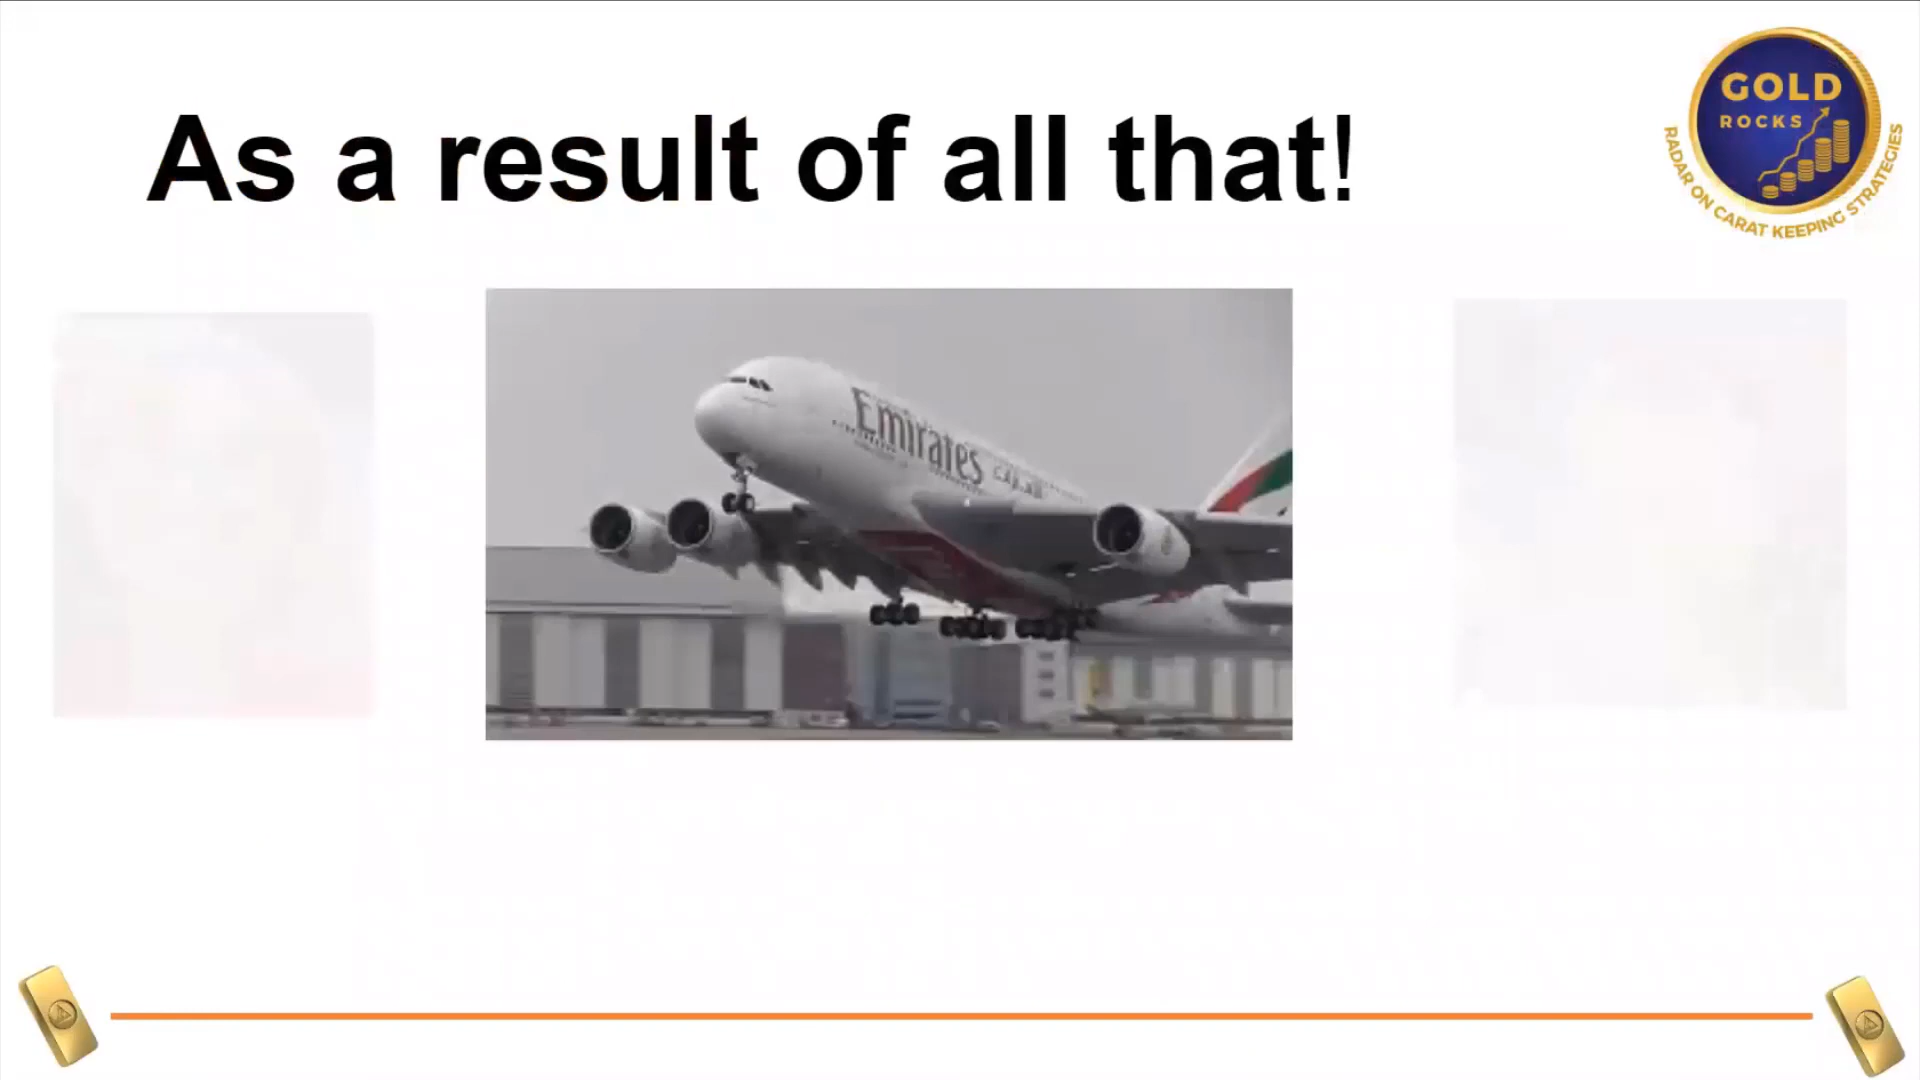 As a result of all that!
GOLD
ROCKS
RADAR ON CARAT KEEPING STRATEGIES
Emirates